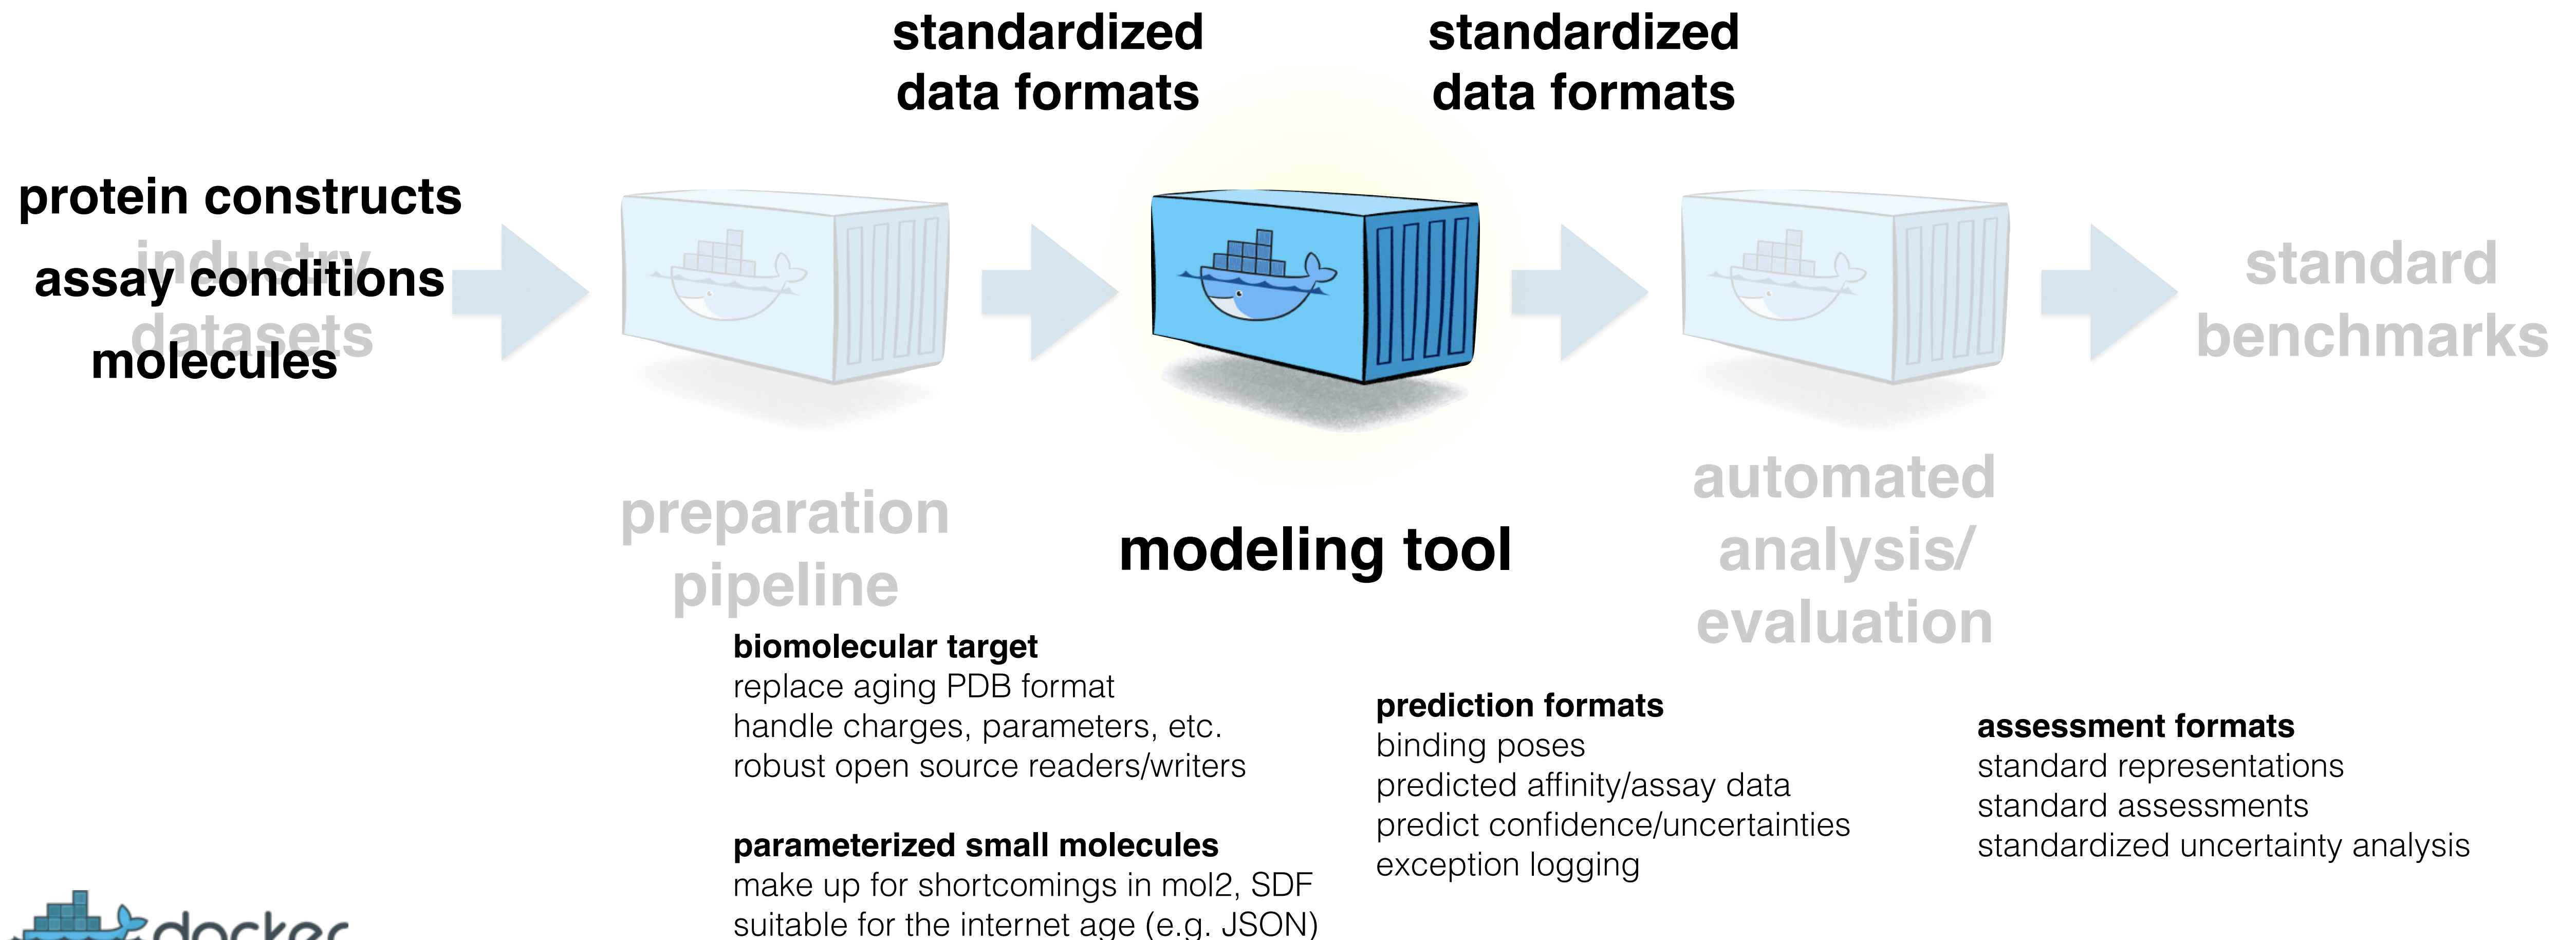 standardized
data formats
standardized
data formats
protein constructs
industry
assay conditions
datasets
molecules
standard
benchmarks
preparation
pipeline
modeling tool
automated
analysis/
evaluation
biomolecular target
replace aging PDB format
handle charges, parameters, etc.
robust open source readers/writers
parameterized small molecules
make up for shortcomings in mol2, SDF
suitable for the internet age (e.g. JSON)
prediction formats
binding poses
predicted affinity/assay data
predict confidence/uncertainties
exception logging
assessment formats
standard representations
standard assessments
standardized uncertainty analysis
docker